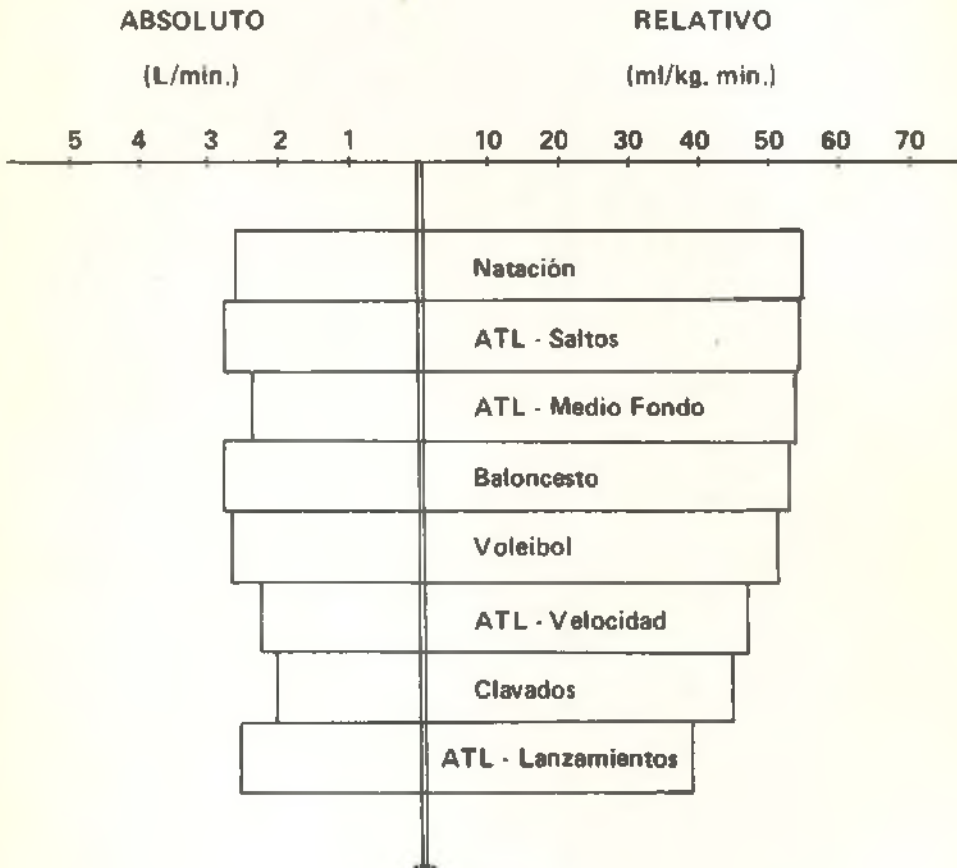 ABSOLUTO RELATIVO
(L/min.) (ml/kg. min.)
5 4 3 2 1 10 20 30 40 50 60 70
Natación
ATL - Saltos
ATL - Medio Fondo
Baloncesto
Voleibol
ATL - Velocidad
Clavados
ATL - Lanzamientos